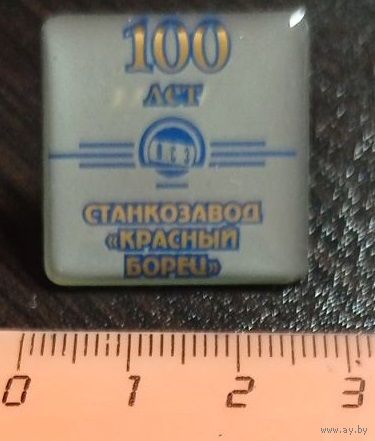 100
ЛЕТ
СТАНКОЗАВОД
«КРАСНЫЙ
БОРЕЦ»
0 1 2 3
www.ay.by